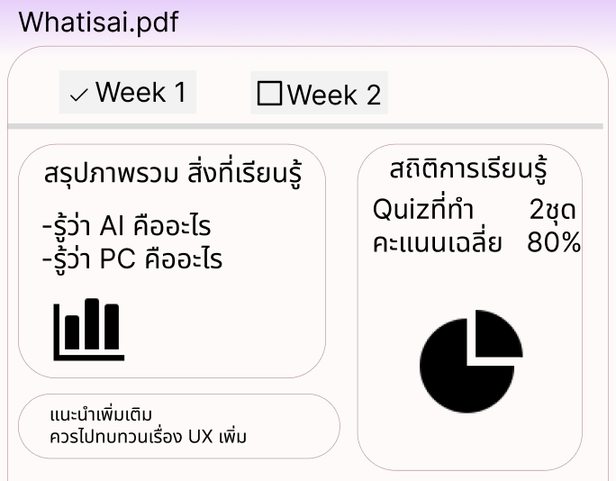 Whatisai.pdf
✓ Week 1
☐ Week 2
สรุปภาพรวม สิ่งที่เรียนรู้
-รู้ว่า AI คืออะไร
-รู้ว่า PC คืออะไร
สถิติการเรียนรู้
Quizที่ทำ 2ชุด
คะแนนเฉลี่ย 80%
แนะนำเพิ่มเติม
ควรไปทบทวนเรื่อง UX เพิ่ม